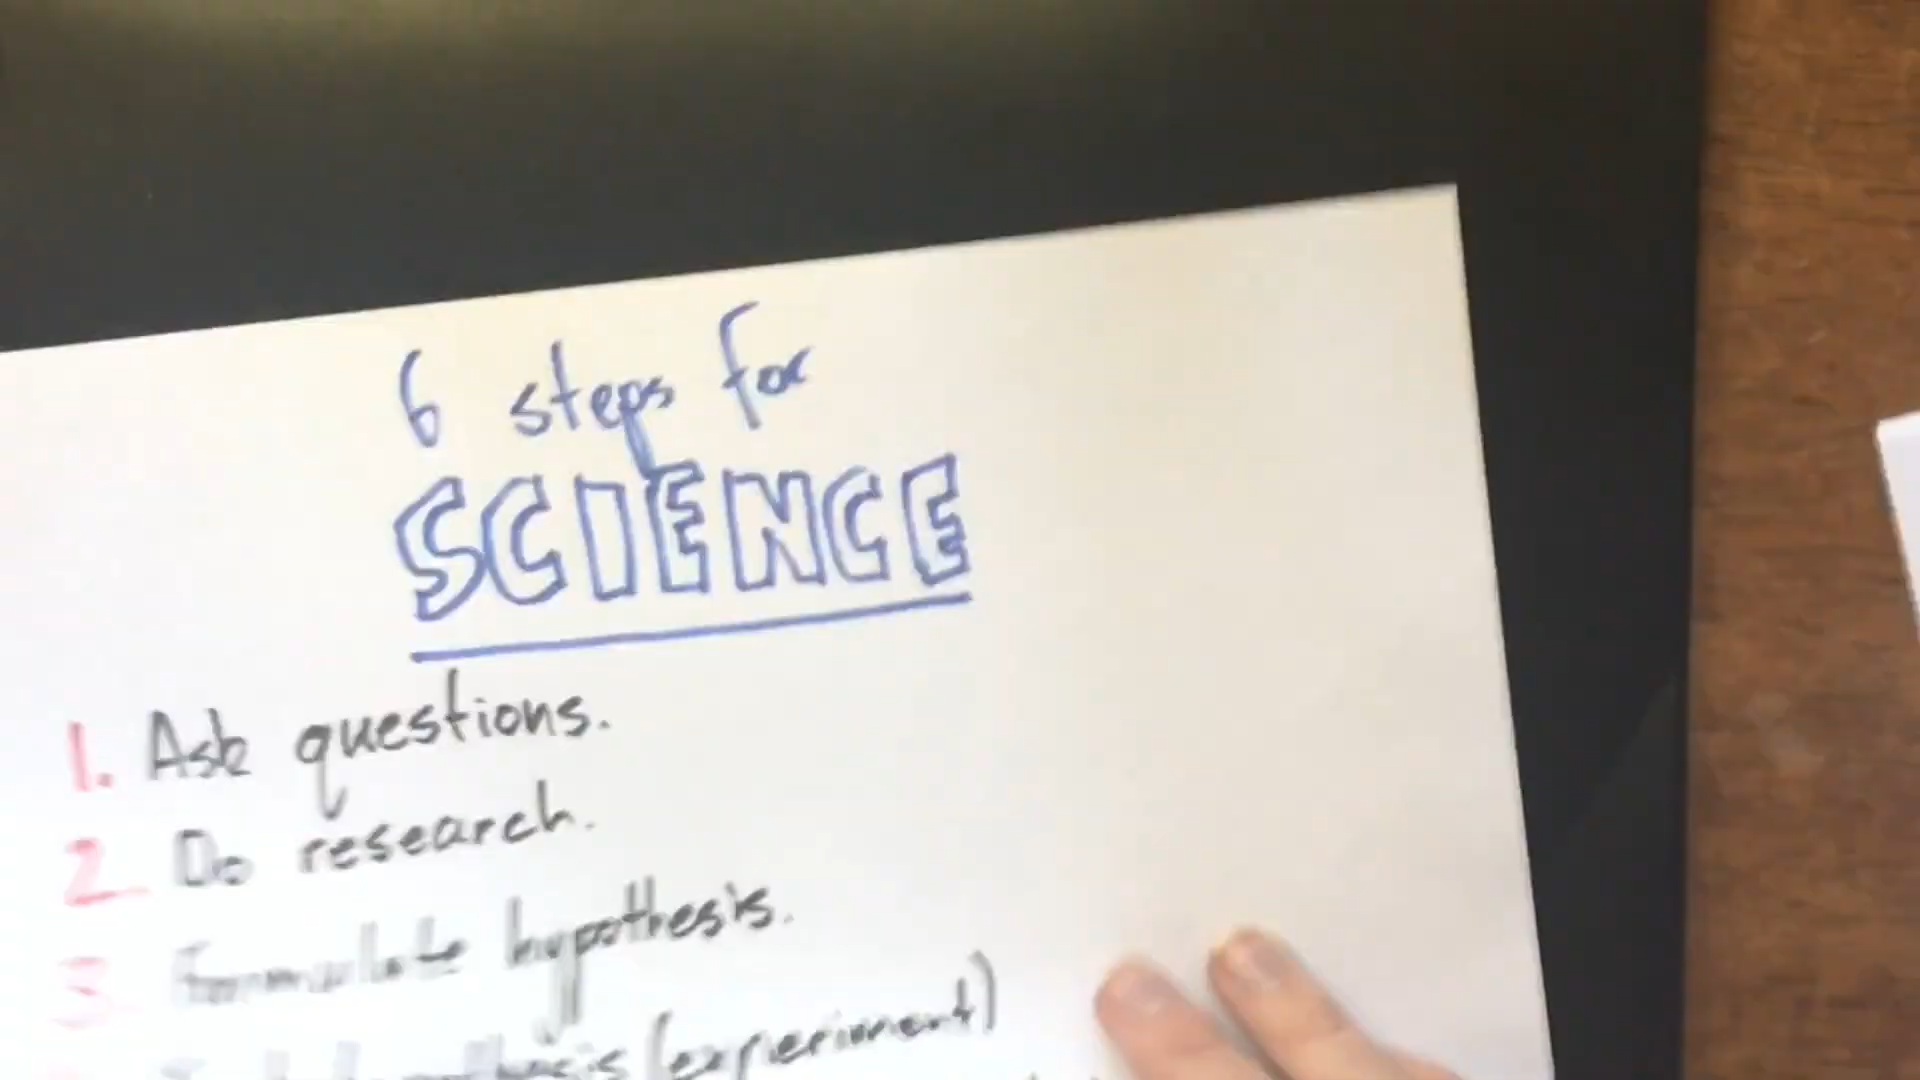 6 steps for
SCIENCE
1. Ask questions.
2. Do research.
3. Formulate hypothesis.
(experiment)